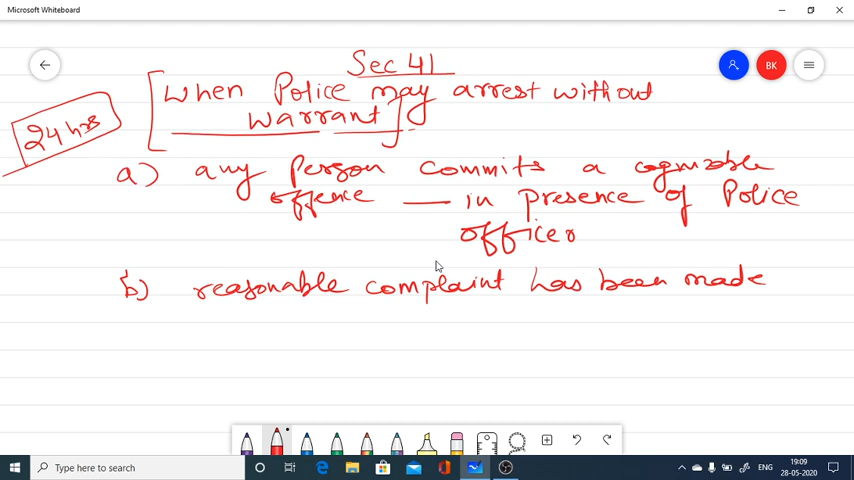 Microsoft Whiteboard
BK
Sec 41
When Police may arrest without
warrant
24 hrs
a) any Person commits a cognizable
offence — in presence of Police
officer
b) reasonable complaint has been made
Type here to search
ENG
19:09
28-05-2020